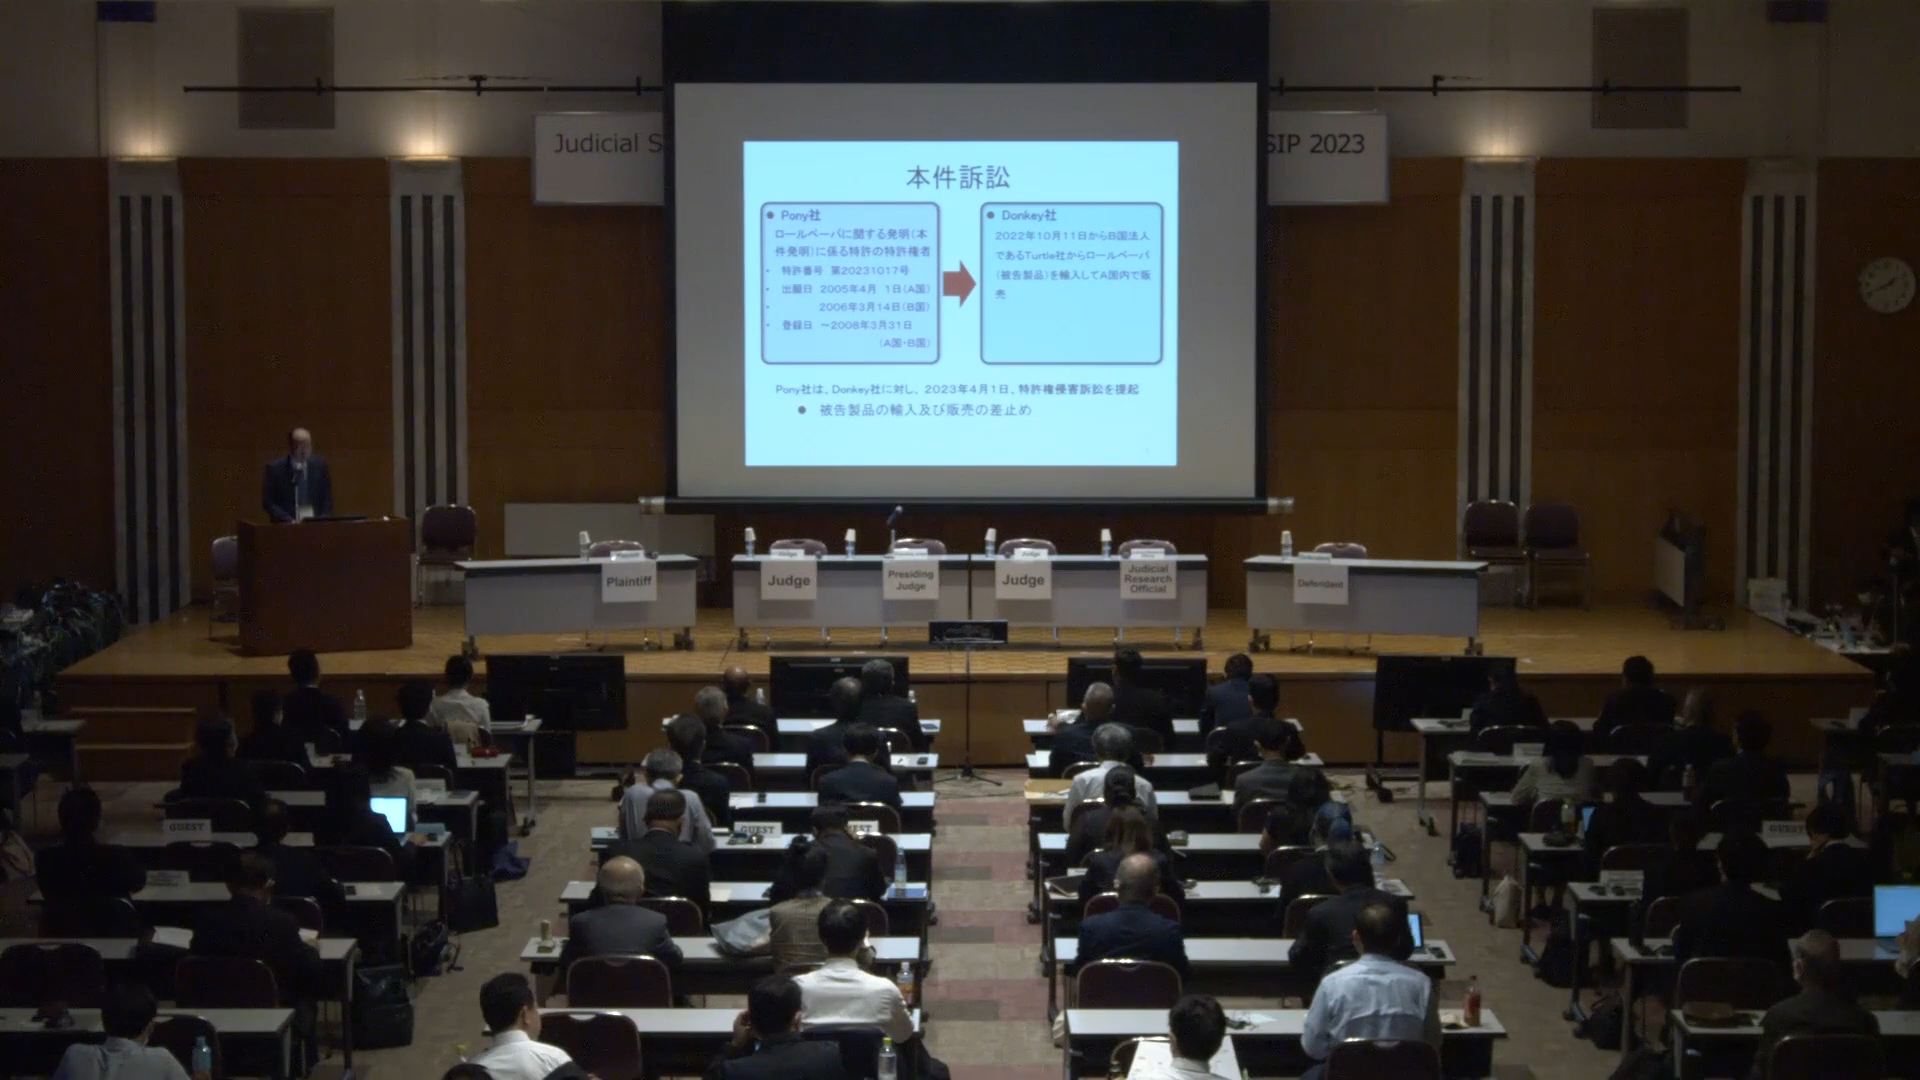 Judicial S
SIP 2023
本件訴訟
● Pony社
ロールペーパに関する発明(本
件発明)に係る特許の特許権者
・ 特許番号 第20231017号
・ 出願日 2005年4月 1日(A国)
・ 2006年3月14日(B国)
・ 登録日 ~2008年3月31日
(A国・B国)
● Donkey社
2022年10月11日からB国法人
であるTurtle社からロールペーパ
(被告製品)を輸入してA国内で販
売
Pony社は、Donkey社に対し、2023年4月1日、特許権侵害訴訟を提起
● 被告製品の輸入及び販売の差止め
Plaintiff
Judge
Presiding
Judge
Judge
Judicial
Research
Official
Defendant
GUEST
GUEST
GUEST